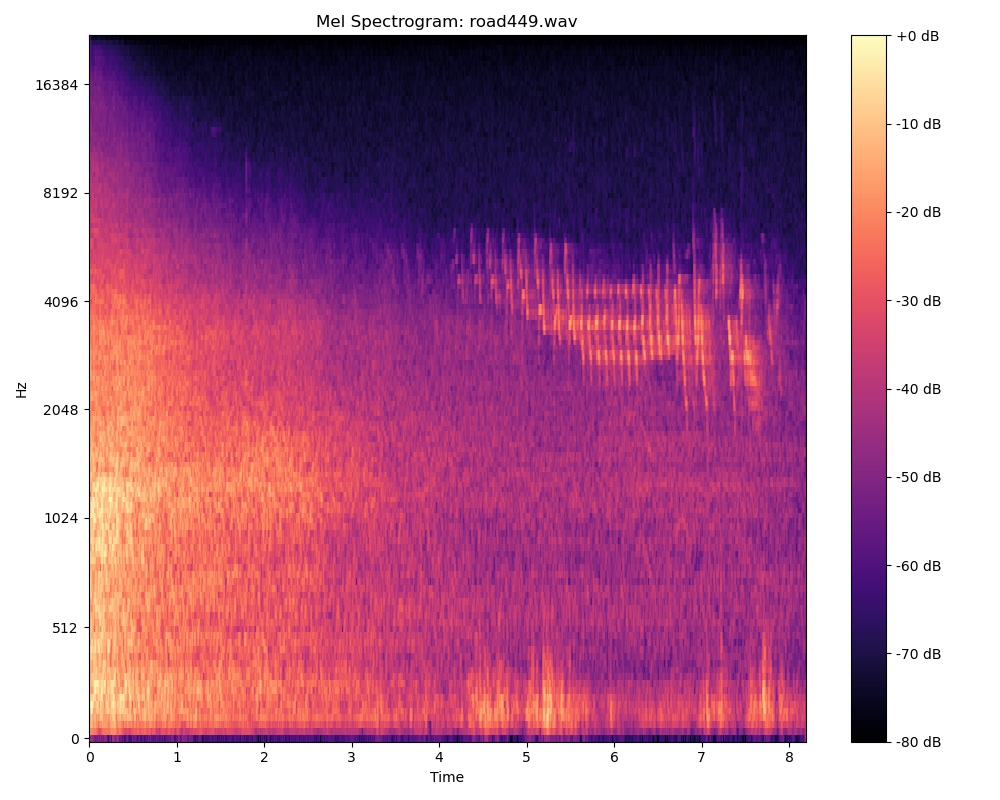 Mel Spectrogram: road449.wav
Hz
16384
8192
4096
2048
1024
512
0
0 1 2 3 4 5 6 7 8
Time
+0 dB
-10 dB
-20 dB
-30 dB
-40 dB
-50 dB
-60 dB
-70 dB
-80 dB